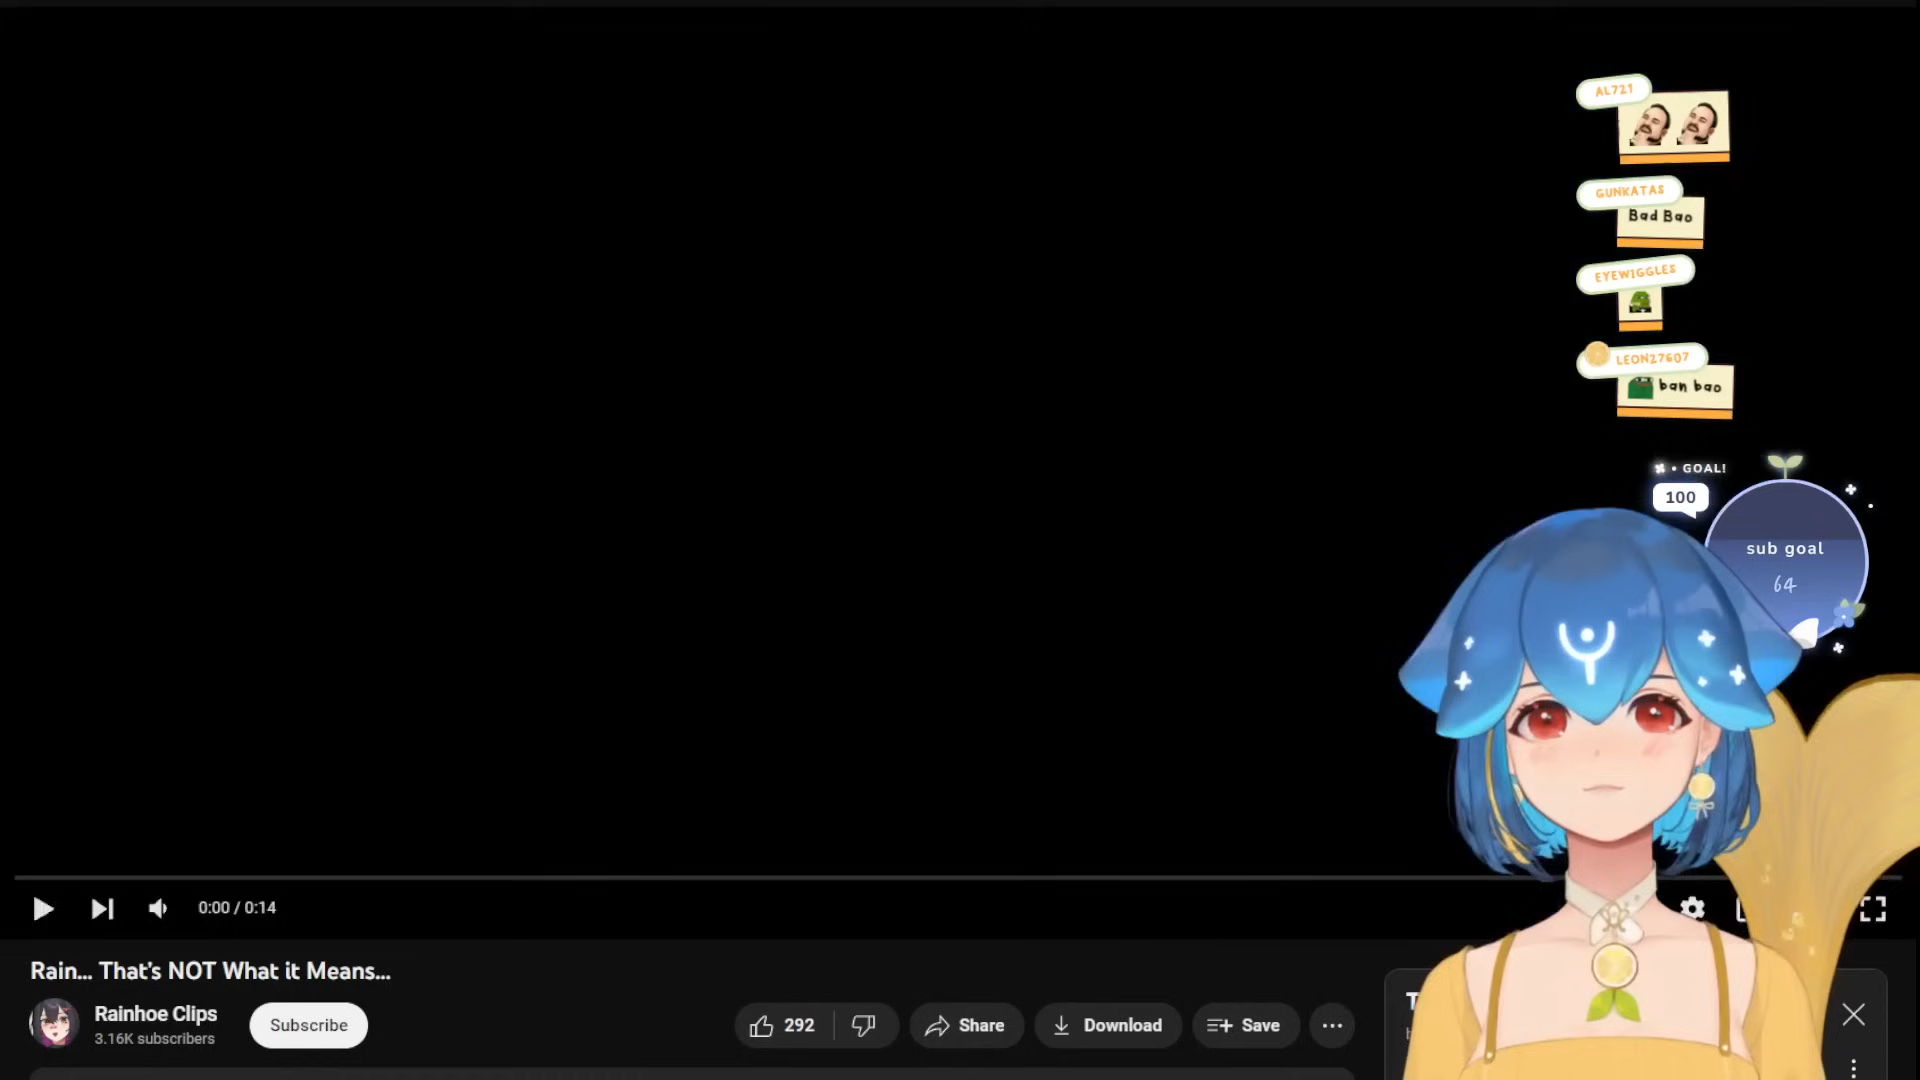 AL721
GUNKATAS
Bad Bao
EYEWIGGLES
LEON27607
ban bao
• GOAL!
100
sub goal
64
0:00 / 0:14
Rain... That's NOT What it Means...
Rainhoe Clips
3.16K subscribers
Subscribe
292
Share
Download
Save